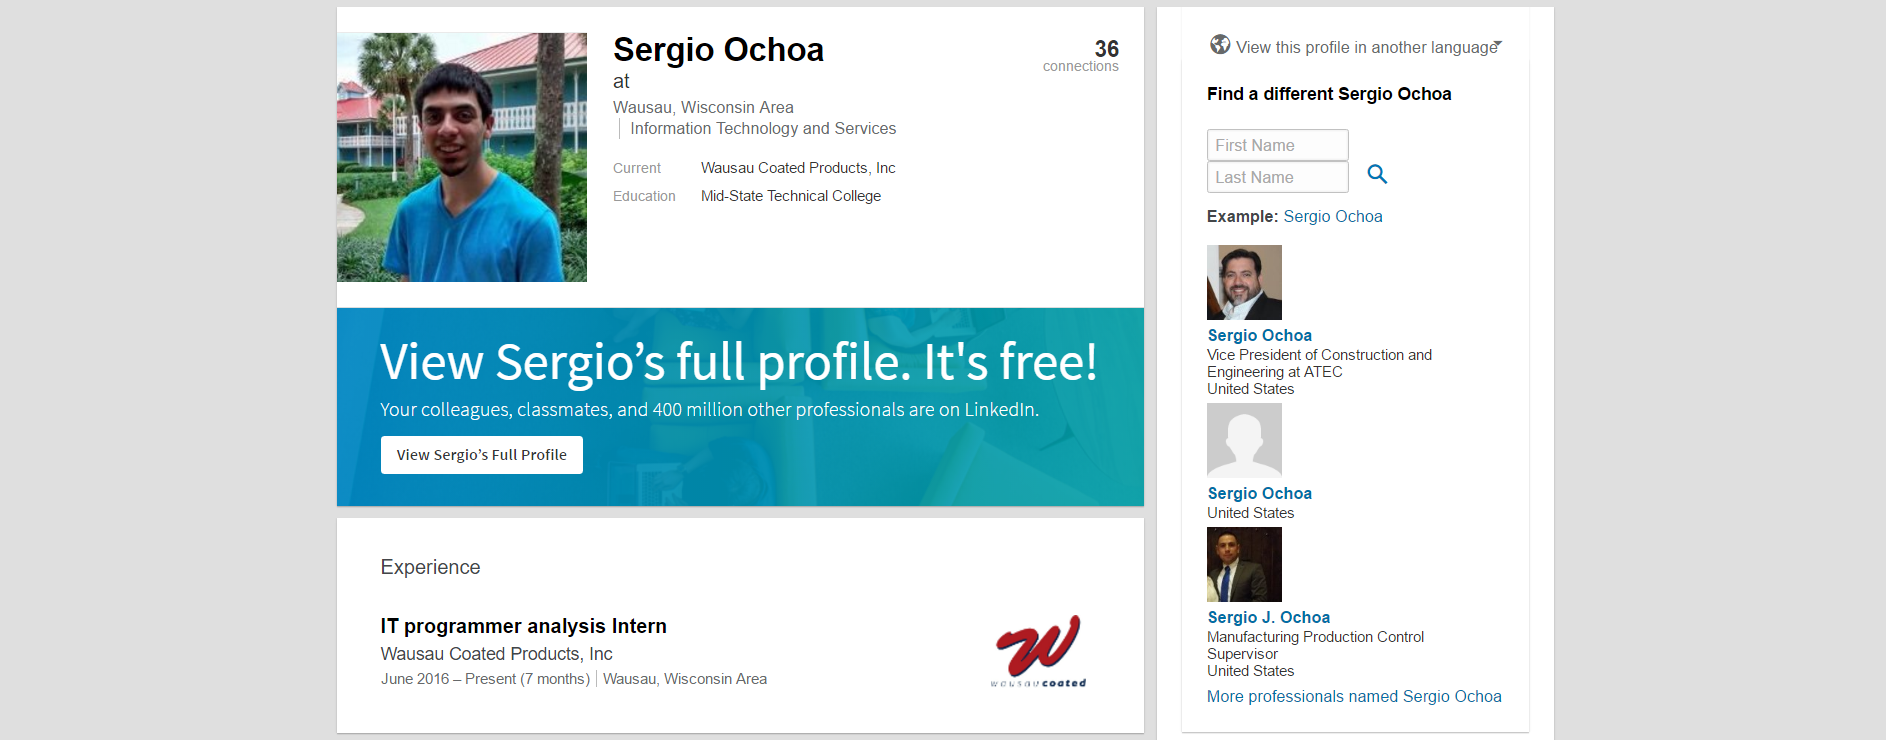 Sergio Ochoa
at
Wausau, Wisconsin Area
Information Technology and Services
36
connections
Current Wausau Coated Products, Inc
Education Mid-State Technical College
View Sergio’s full profile. It's free!
Your colleagues, classmates, and 400 million other professionals are on LinkedIn.
View Sergio’s Full Profile
Experience
IT programmer analysis Intern
Wausau Coated Products, Inc
June 2016 – Present (7 months) Wausau, Wisconsin Area
W
wausau coated
View this profile in another language
Find a different Sergio Ochoa
First Name
Last Name
Example: Sergio Ochoa
Sergio Ochoa
Vice President of Construction and
Engineering at ATEC
United States
Sergio Ochoa
United States
Sergio J. Ochoa
Manufacturing Production Control
Supervisor
United States
More professionals named Sergio Ochoa